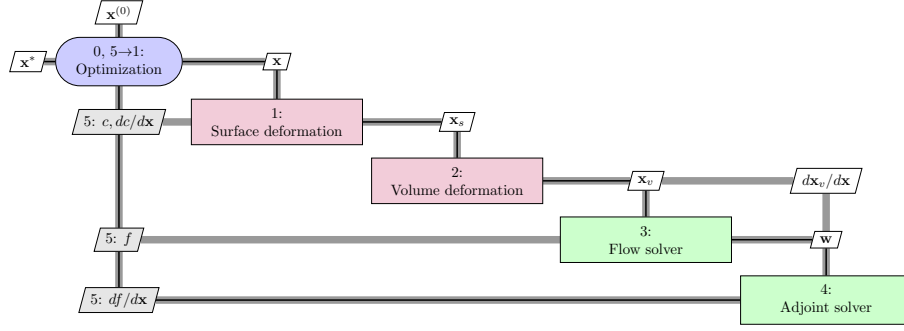 𝐱⁽⁰⁾
𝐱*
0, 5→1:
Optimization
𝐱
5: c, dc/d𝐱
1:
Surface deformation
𝐱ₛ
2:
Volume deformation
𝐱ᵥ
d𝐱ᵥ/d𝐱
5: f
3:
Flow solver
𝐰
5: df/d𝐱
4:
Adjoint solver